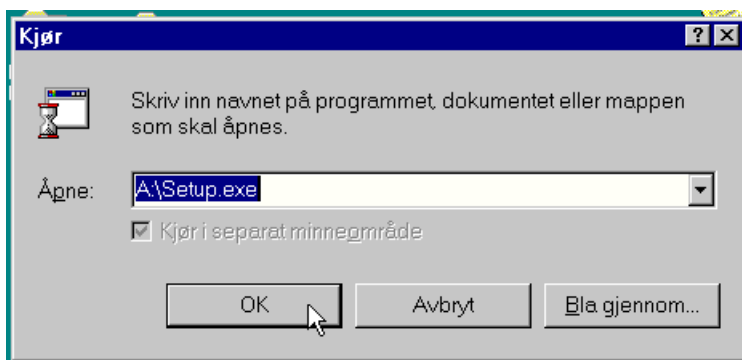 Kjør
Skriv inn navnet på programmet, dokumentet eller mappen
som skal åpnes.
Åpne: A:\Setup.exe
Kjør i separat minneområde
OK Avbryt Bla gjennom...